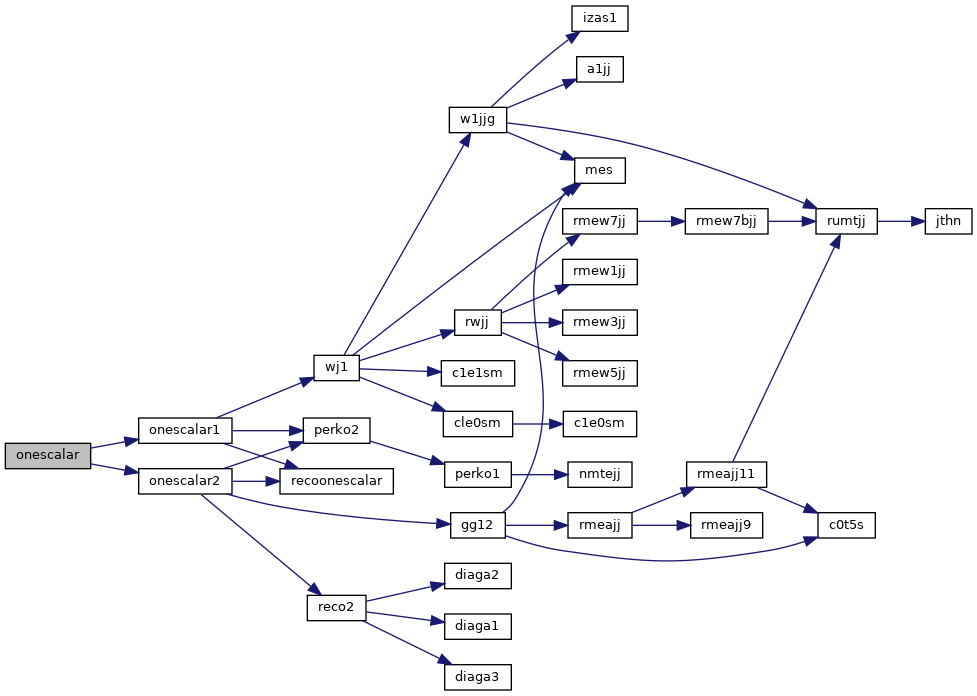 izas1
a1jj
w1jjg
mes
rmew7jj
rmew7bjj
rumtjj
jthn
rmew1jj
rwjj
rmew3jj
wj1
c1e1sm
rmew5jj
onescalar1
perko2
cle0sm
c1e0sm
onescalar
onescalar2
recoonescalar
perko1
nmtejj
rmeajj11
gg12
rmeajj
rmeajj9
c0t5s
diaga2
reco2
diaga1
diaga3